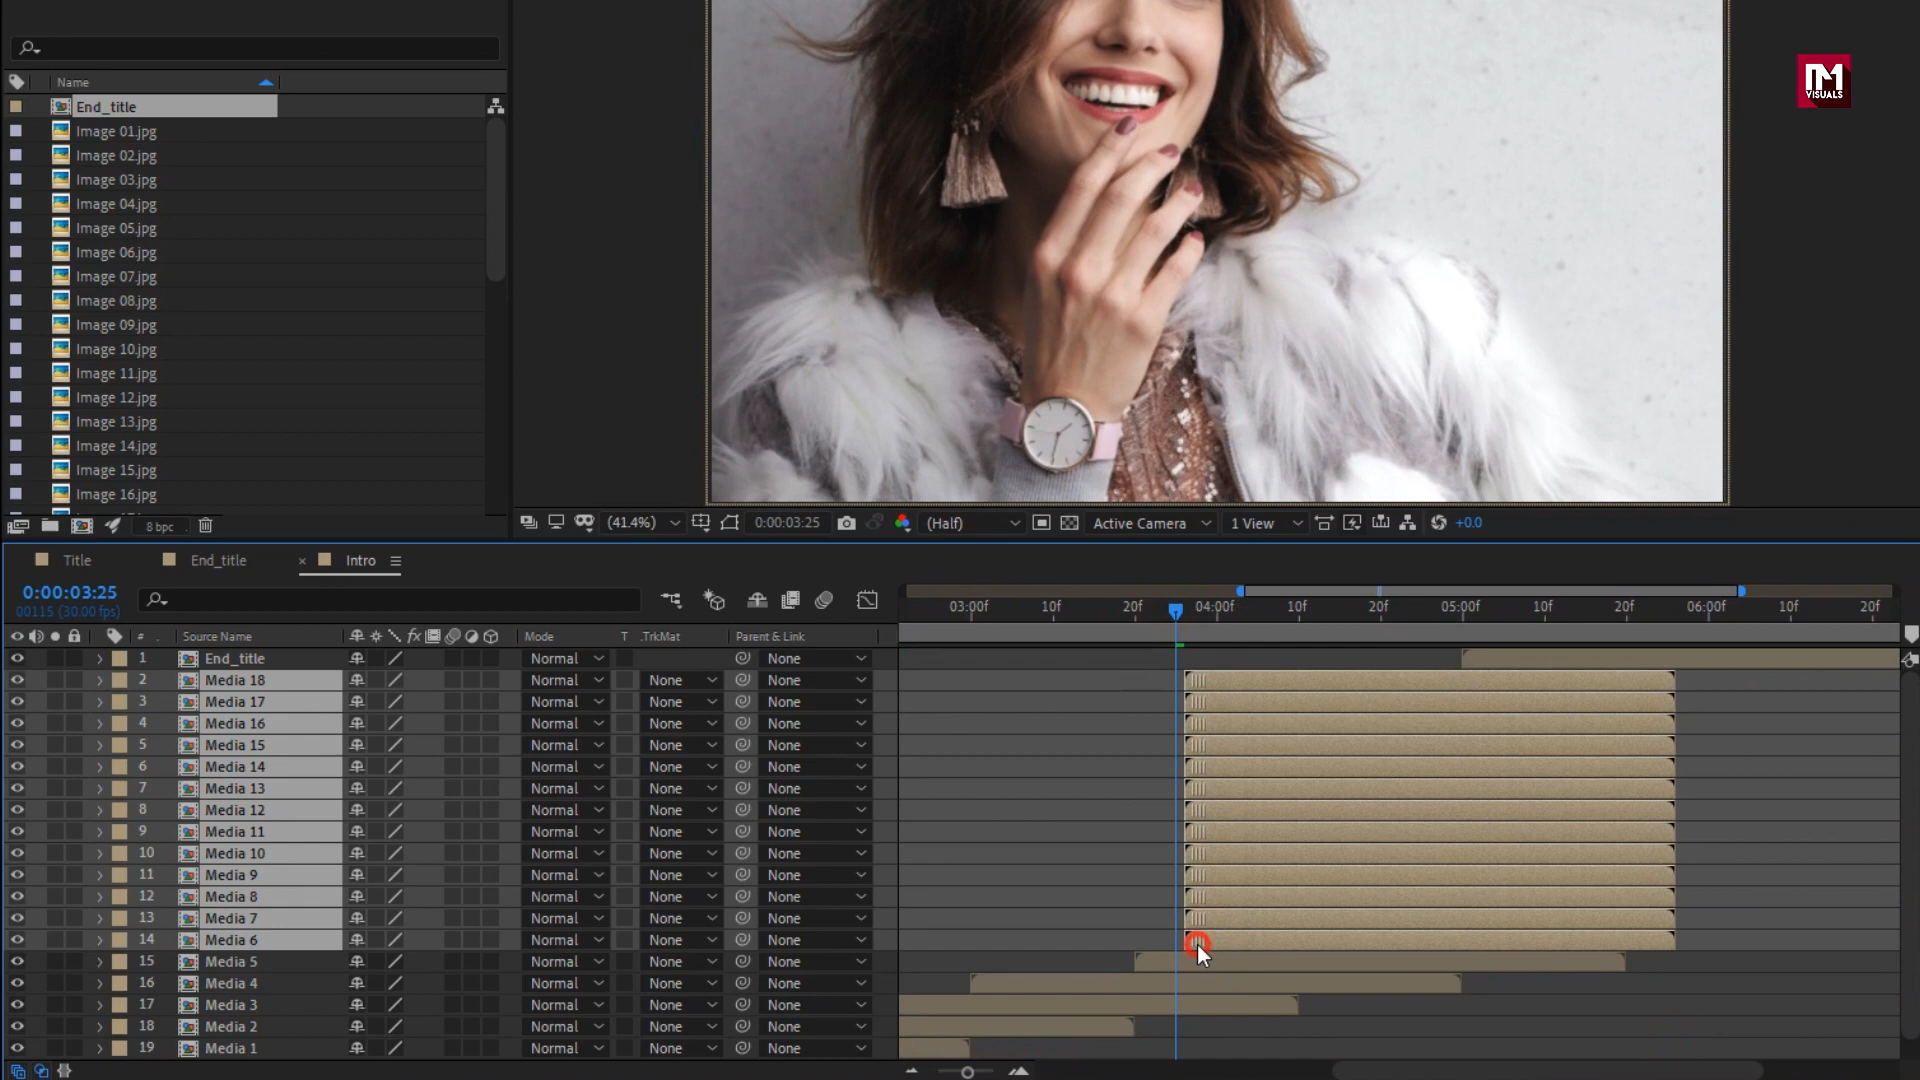 M
VISUALS
Name
End_title
Image 01.jpg
Image 02.jpg
Image 03.jpg
Image 04.jpg
Image 05.jpg
Image 06.jpg
Image 07.jpg
Image 08.jpg
Image 09.jpg
Image 10.jpg
Image 11.jpg
Image 12.jpg
Image 13.jpg
Image 14.jpg
Image 15.jpg
Image 16.jpg
8 bpc
(41.4%) 0:00:03:25 (Half) Active Camera 1 View +0.0
Title End_title × Intro
0:00:03:25
00115 (30.00 fps)
03:00f 10f 20f 04:00f 10f 20f 05:00f 10f 20f 06:00f 10f 20f
# . Source Name fx Mode T .TrkMat Parent & Link
1 End_title Normal None
2 Media 18 Normal None None
3 Media 17 Normal None None
4 Media 16 Normal None None
5 Media 15 Normal None None
6 Media 14 Normal None None
7 Media 13 Normal None None
8 Media 12 Normal None None
9 Media 11 Normal None None
10 Media 10 Normal None None
11 Media 9 Normal None None
12 Media 8 Normal None None
13 Media 7 Normal None None
14 Media 6 Normal None None
15 Media 5 Normal None None
16 Media 4 Normal None None
17 Media 3 Normal None None
18 Media 2 Normal None None
19 Media 1 Normal None None